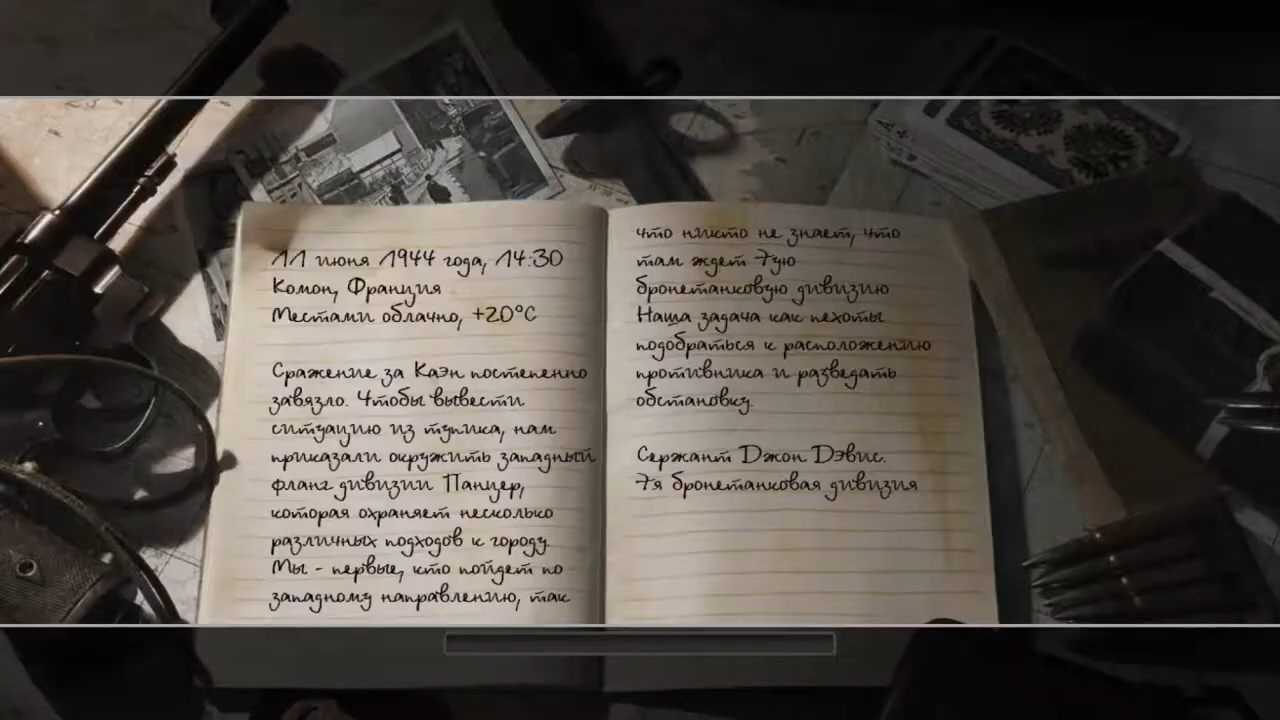 11 июня 1944 года, 14:30
Комон, Франция
Местами облачно, +20°C
Сражение за Каэн постепенно
завязло. Чтобы вывести
ситуацию из тупика, нам
приказали окружить западный
фланг дивизии Панцер,
которая охраняет несколько
различных подходов к городу.
Мы - первые, кто пойдет по
западному направлению, так
что никто не знает, что
там ждет 7ую
бронетанковую дивизию
Наша задача как пехоты
подобраться к расположению
противника и разведать
обстановку.
Сержант Джон Дэвис.
7я бронетанковая дивизия